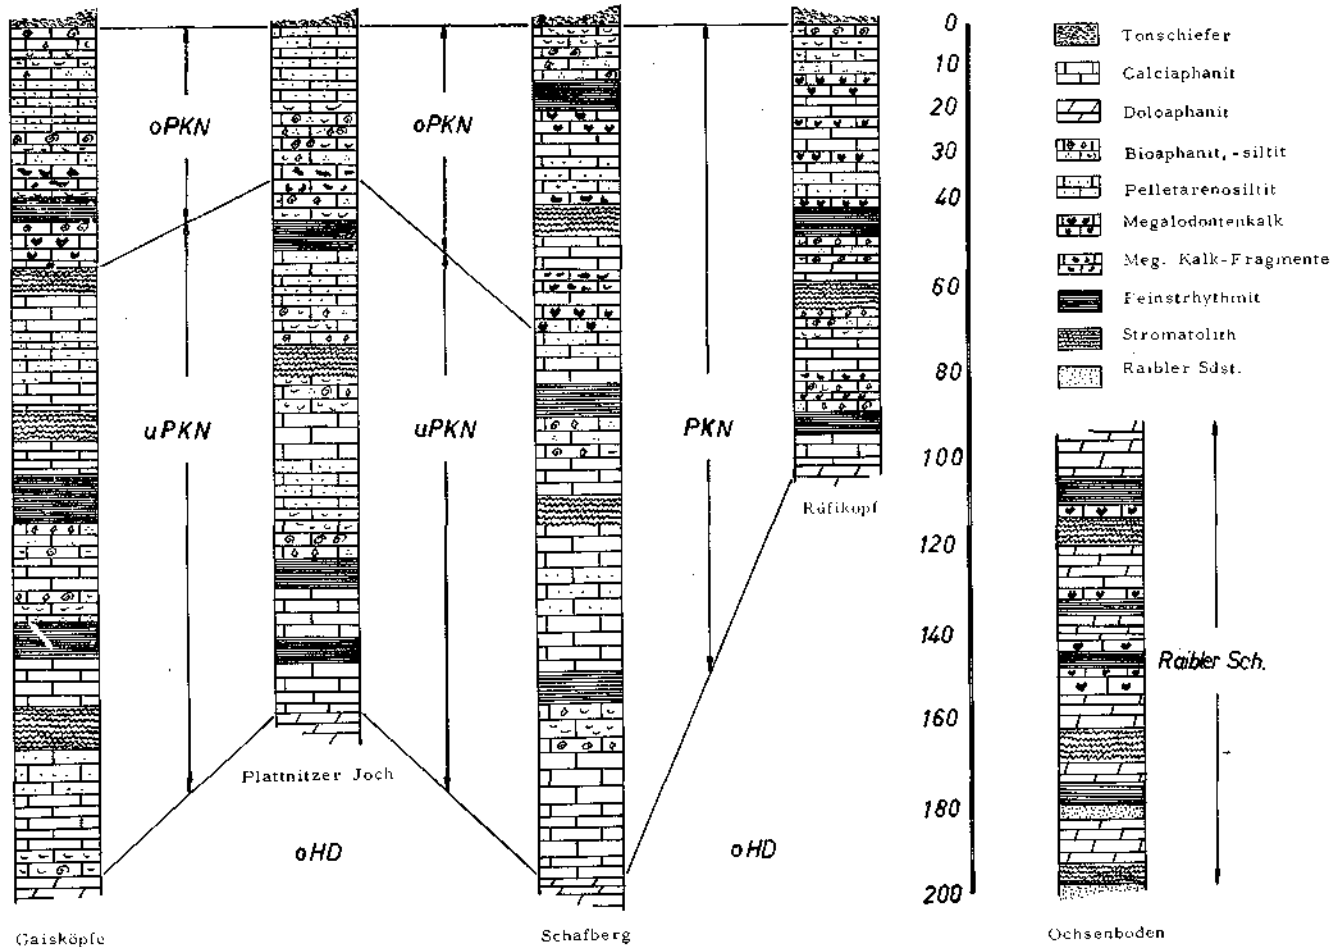 oPKN
oPKN
uPKN
uPKN
PKN
oHD
oHD
Gaisköpfe
Plattnitzer Joch
Schafberg
Rüfikopf
0
10
20
30
40
60
80
100
120
140
160
180
200
Tonschiefer
Calciaphanit
Doloaphanit
Bioaphanit, -siltit
Pelletarenosiltit
Megalodontenkalk
Meg. Kalk-Fragmente
Feinstrhythmit
Stromatolith
Raibler Sdst.
Raibler Sch.
Ochsenboden